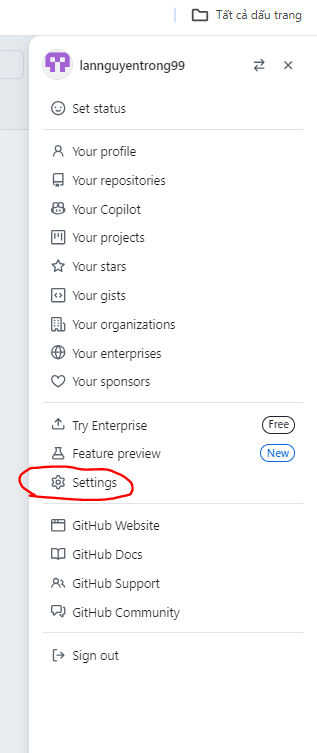 Tất cả dấu trang
lannguyentrong99
Set status
Your profile
Your repositories
Your Copilot
Your projects
Your stars
Your gists
Your organizations
Your enterprises
Your sponsors
Try Enterprise Free
Feature preview New
Settings
GitHub Website
GitHub Docs
GitHub Support
GitHub Community
Sign out